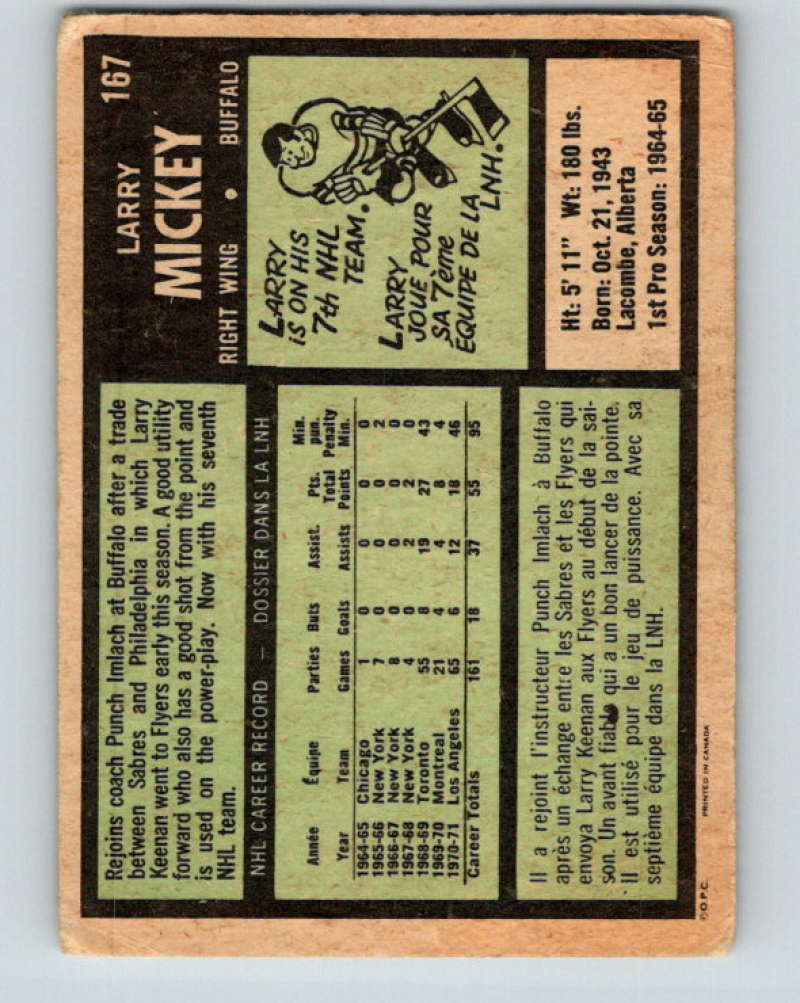 167
LARRY
MICKEY
RIGHT WING • BUFFALO
Rejoins coach Punch Imlach at Buffalo after a trade
between Sabres and Philadelphia in which Larry
Keenan went to Flyers early this season. A good utility
forward who also has a good shot from the point and
is used on the power-play. Now with his seventh
NHL team.
LARRY
IS ON HIS
7th NHL
TEAM.
LARRY
JOUE POUR
SA 7ème
ÉQUIPE DE LA
LNH.
NHL CAREER RECORD — DOSSIER DANS LA LNH
Année Équipe Parties Buts Assist. Pts. Total Min. pun.
Year Team Games Goals Assists Points Penalty Min.
1964-65 Chicago 1 0 0 0 0
1965-66 New York 7 0 0 0 2
1966-67 New York 8 0 0 0 0
1967-68 New York 4 0 2 2 0
1968-69 Toronto 55 8 19 27 43
1969-70 Montreal 21 4 4 8 4
1970-71 Los Angeles 65 6 12 18 46
Career Totals 161 18 37 55 95
Ht: 5' 11" Wt: 180 lbs.
Born: Oct. 21, 1943
Lacombe, Alberta
1st Pro Season: 1964-65
Il a rejoint l'instructeur Punch Imlach à Buffalo
après un échange entre les Sabres et les Flyers qui
envoya Larry Keenan aux Flyers au début de la sai-
son. Un avant fiable qui a un bon lancer de la pointe.
Il est utilisé pour le jeu de puissance. Avec sa
septième équipe dans la LNH.
©O.P.C. PRINTED IN CANADA